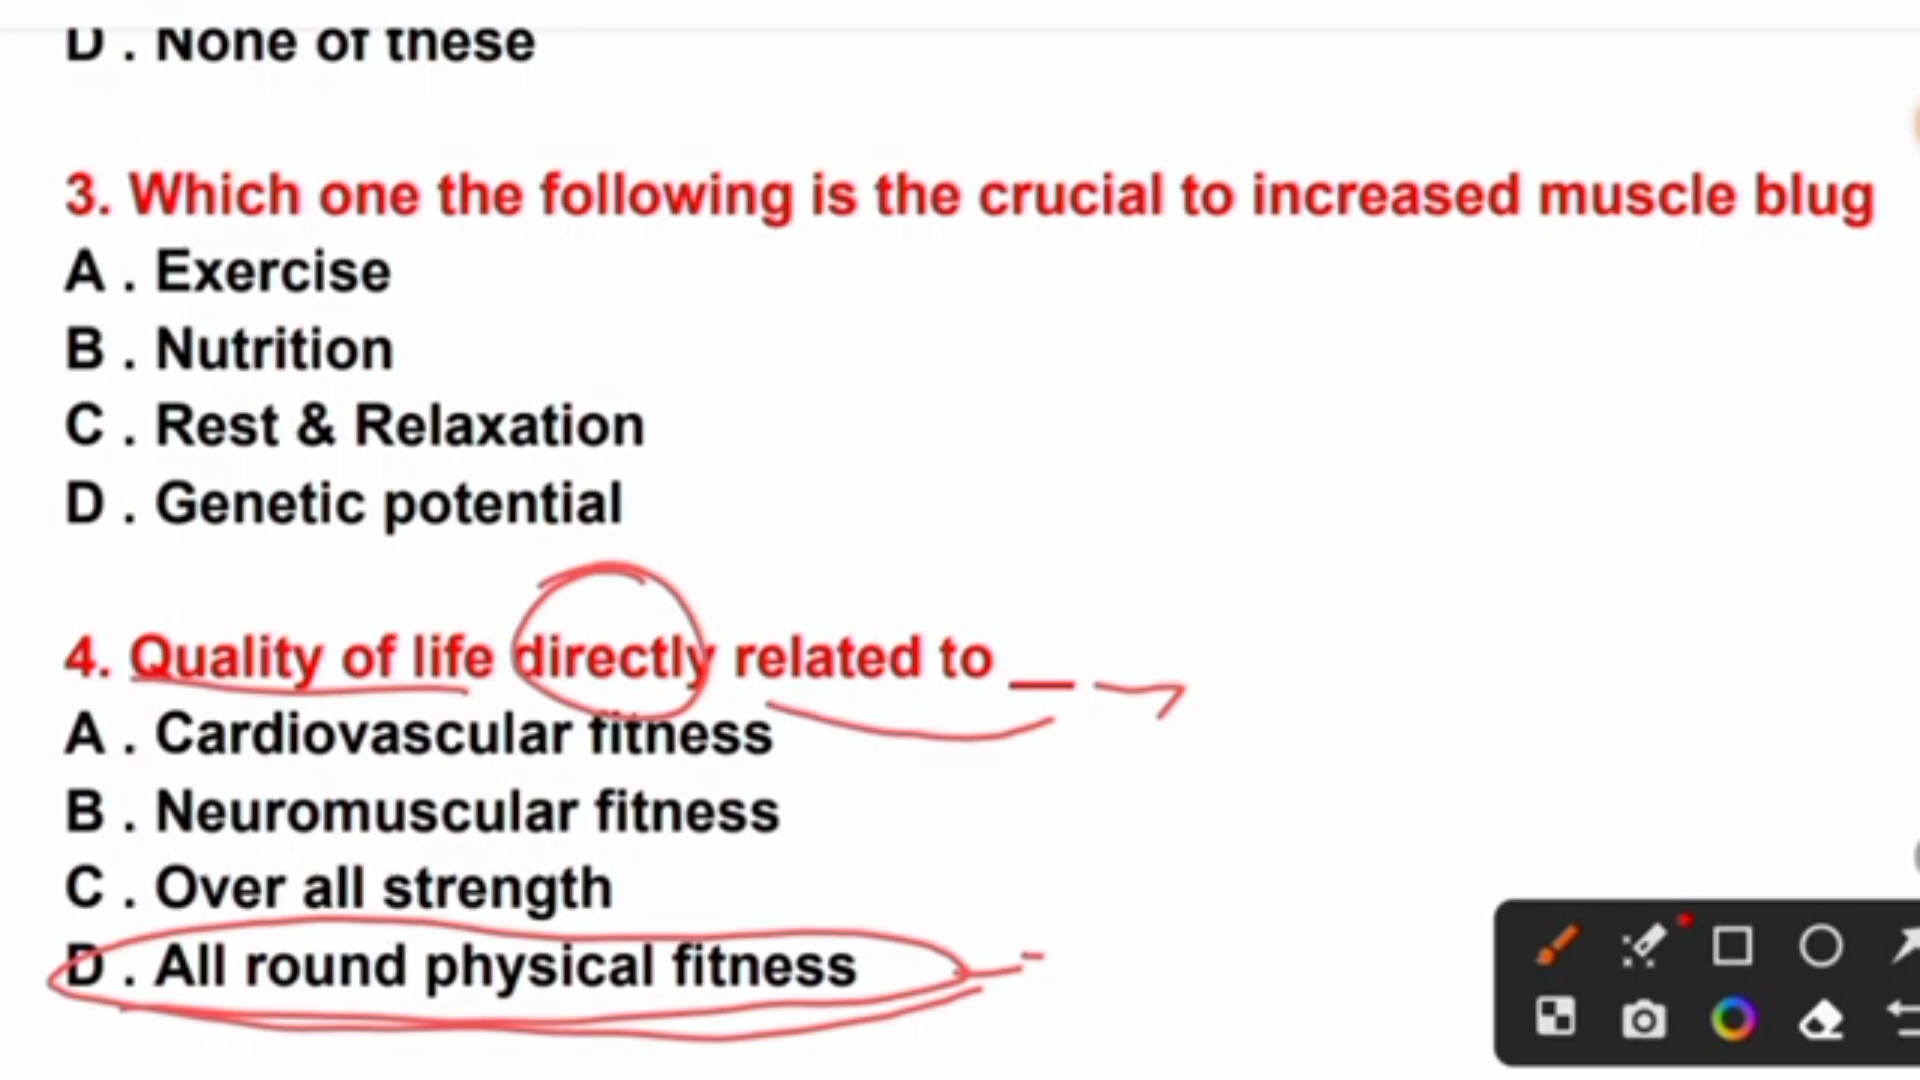 D . None of these
3. Which one the following is the crucial to increased muscle blug
A . Exercise
B . Nutrition
C . Rest & Relaxation
D . Genetic potential
4. Quality of life directly related to __
A . Cardiovascular fitness
B . Neuromuscular fitness
C . Over all strength
D . All round physical fitness